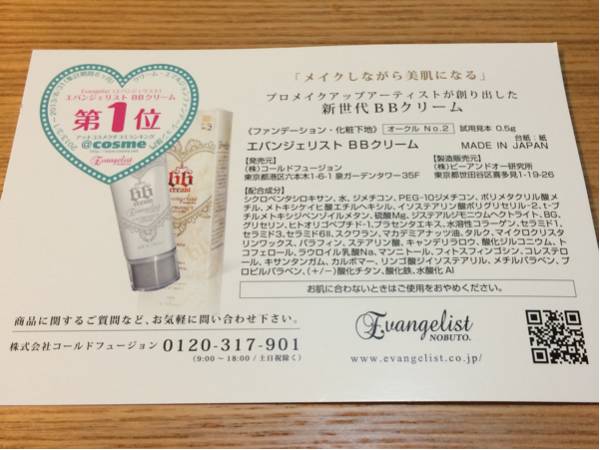 Evangelist(エバンジェリスト)
エバンジェリスト BBクリーム
第1位
アットコスメクチコミランキング
@cosme
Evangelist
bb
cream
「メイクしながら美肌になる」
プロメイクアップアーティストが創り出した
新世代BBクリーム
《ファンデーション・化粧下地》 オークル No.2 試用見本 0.5g 台紙:紙
エバンジェリスト BBクリーム MADE IN JAPAN
【発売元】
(株)コールドフュージョン
東京都港区六本木1-6-1 泉ガーデンタワー35F
【製造販売元】
(株)ピーアンドオー研究所
東京都世田谷区喜多見1-19-26
【配合成分】
シクロペンタシロキサン、水、ジメチコン、PEG-10ジメチコン、ポリメタクリル酸メ
チル、メトキシケイヒ酸エチルヘキシル、イソステアリン酸ポリグリセリル-2、t-ブ
チルメトキシジベンゾイルメタン、硫酸Mg、ジステアルジモニウムヘクトライト、BG、
グリセリン、ヒトオリゴペプチド-1、プラセンタエキス、水溶性コラーゲン、セラミド1、
セラミド3、セラミド6Ⅱ、スクワラン、マカデミアナッツ油、タルク、マイクロクリスタ
リンワックス、パラフィン、ステアリン酸、キャンデリラロウ、酸化ジルコニウム、ト
コフェロール、ラウロイル乳酸Na、マンニトール、フィトスフィンゴシン、コレステロ
ール、キサンタンガム、カルボマー、リンゴ酸ジイソステアリル、メチルパラベン、プ
ロピルパラベン、(+/-)酸化チタン、酸化鉄、水酸化Al
お肌に合わないときはご使用をおやめください。
商品に関するご質問など、お気軽に問い合わせ下さい。
株式会社コールドフュージョン 0120-317-901
(9:00~18:00/土日祝除く)
Evangelist
NOBUTO.
www.evangelist.co.jp/